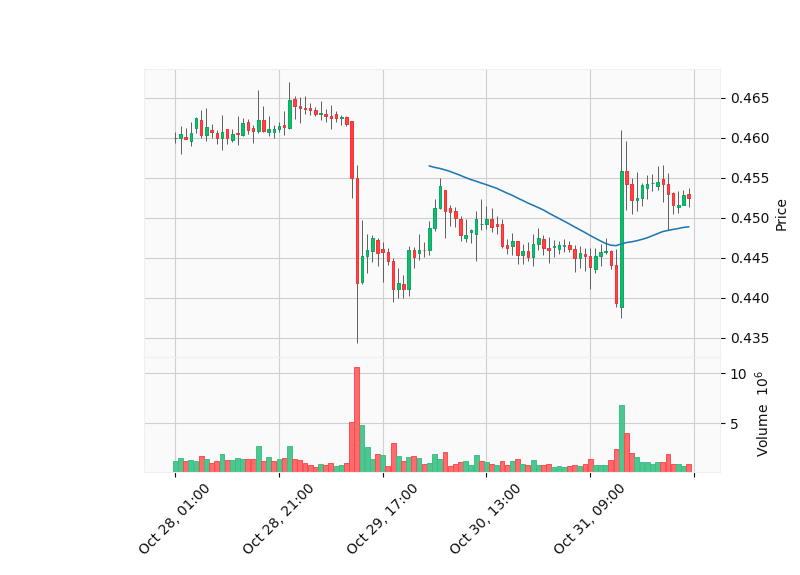 0.465
0.460
0.455
0.450
0.445
0.440
0.435
Price
10
5
Volume 10⁶
Oct 28, 01:00
Oct 28, 21:00
Oct 29, 17:00
Oct 30, 13:00
Oct 31, 09:00